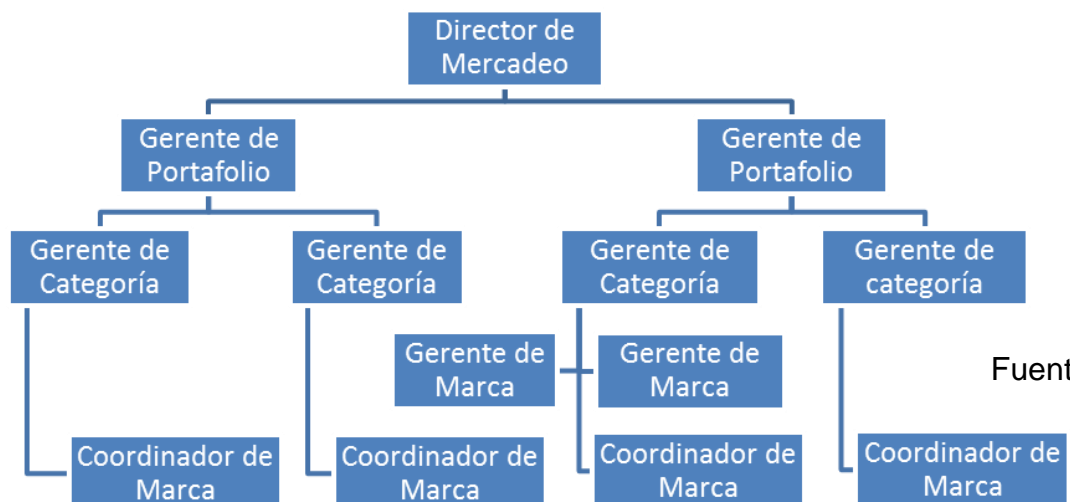 Director de
Mercadeo
Gerente de
Portafolio
Gerente de
Portafolio
Gerente de
Categoría
Gerente de
Categoría
Gerente de
Categoría
Gerente de
categoría
Gerente de
Marca
Gerente de
Marca
Fuent
Coordinador de
Marca
Coordinador de
Marca
Coordinador de
Marca
Coordinador de
Marca